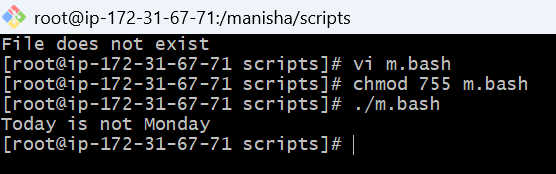 root@ip-172-31-67-71:/manisha/scripts
File does not exist
[root@ip-172-31-67-71 scripts]# vi m.bash
[root@ip-172-31-67-71 scripts]# chmod 755 m.bash
[root@ip-172-31-67-71 scripts]# ./m.bash
Today is not Monday
[root@ip-172-31-67-71 scripts]#